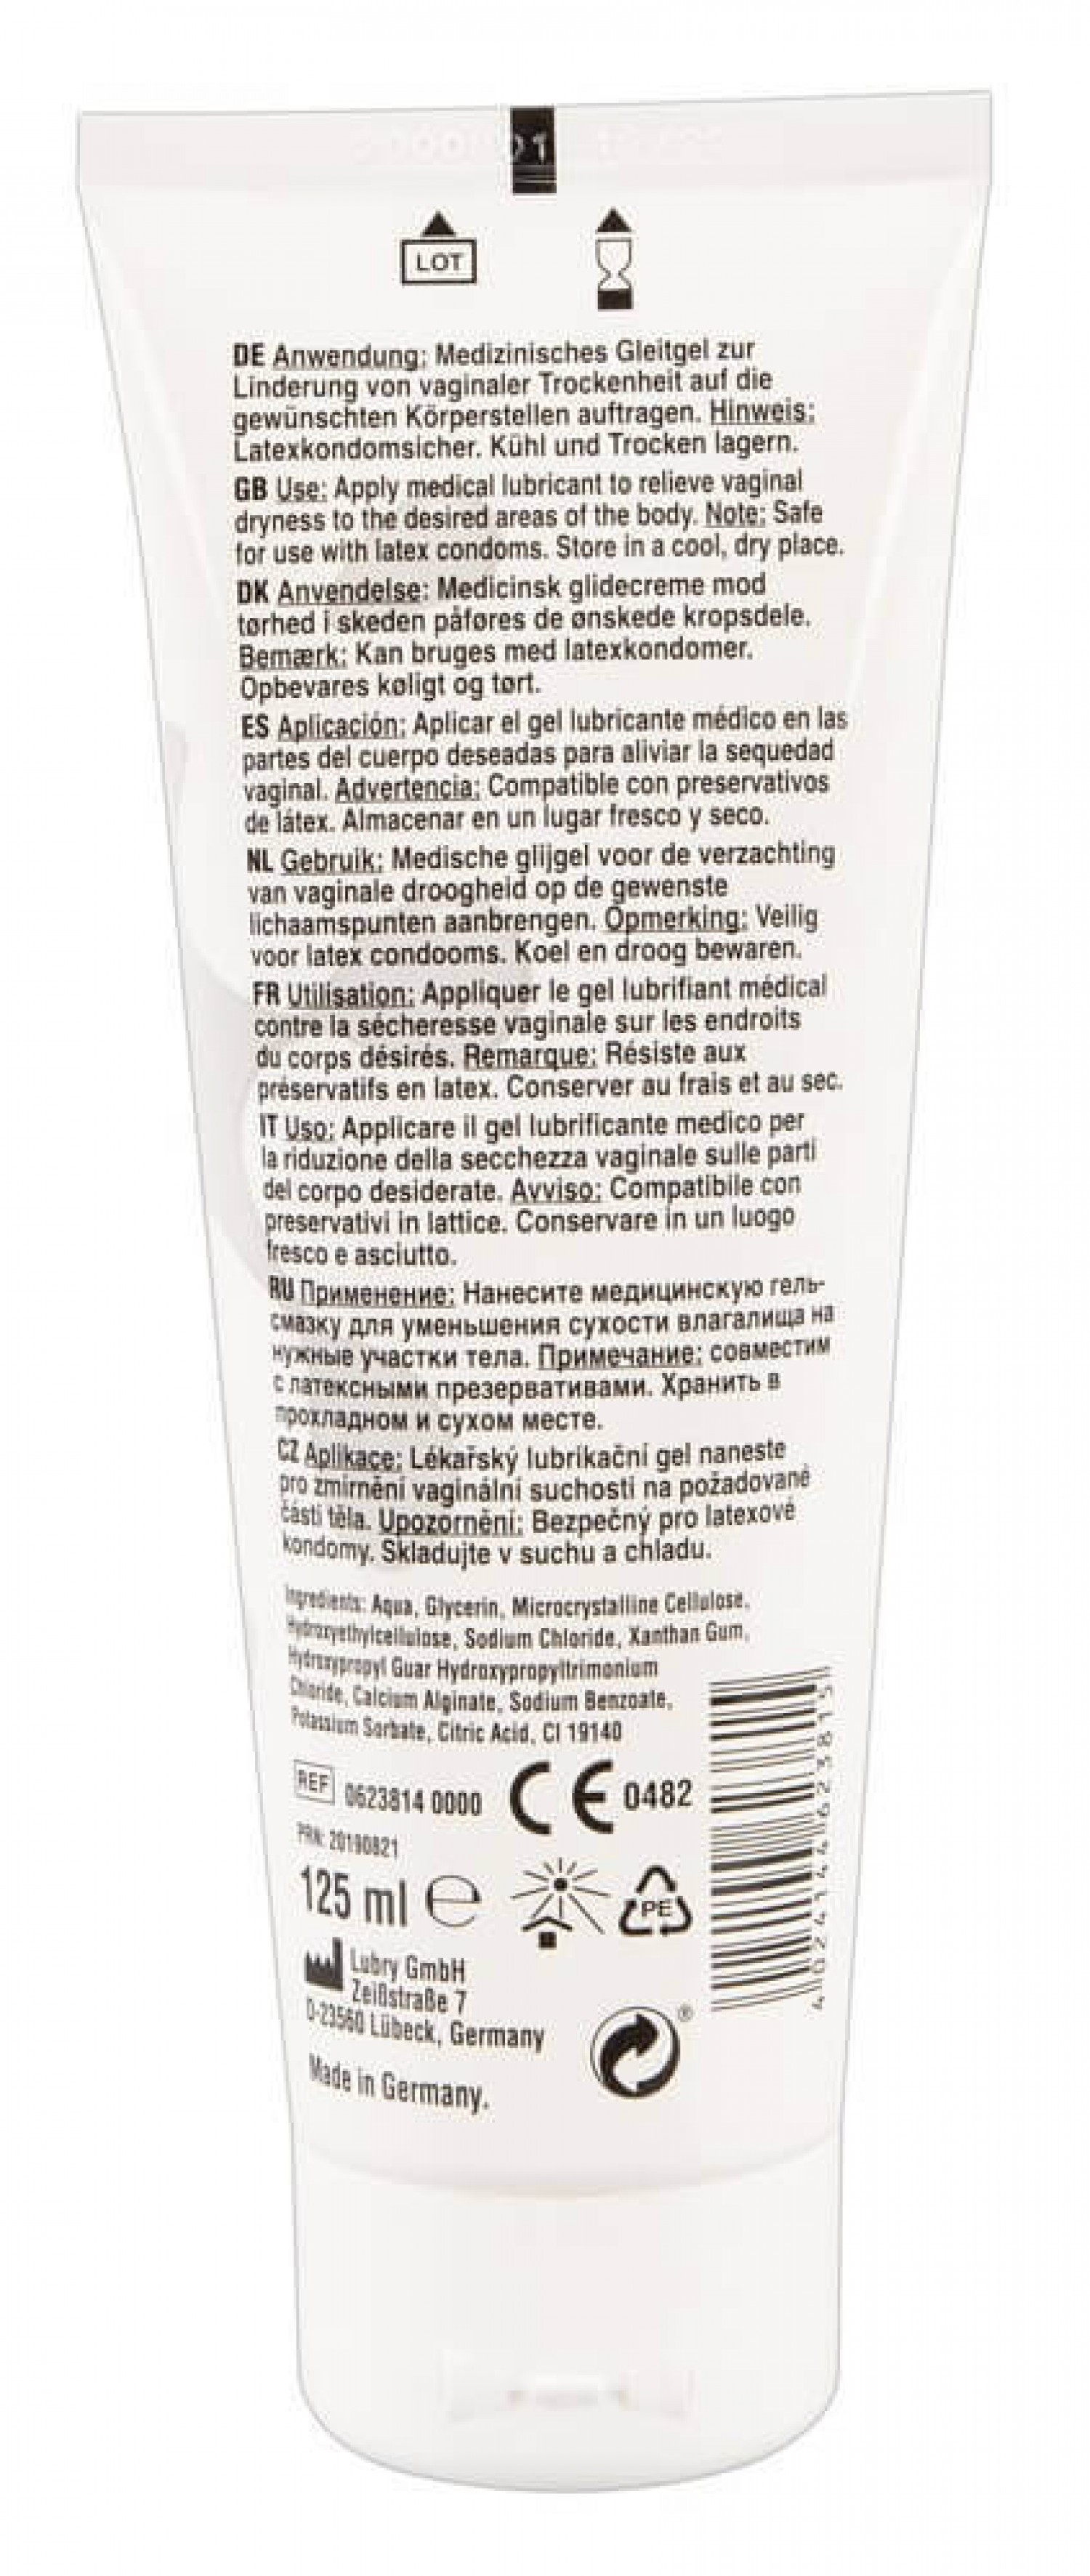 21
LOT
DE Anwendung: Medizinisches Gleitgel zur
Linderung von vaginaler Trockenheit auf die
gewünschten Körperstellen auftragen. Hinweis:
Latexkondomsicher. Kühl und Trocken lagern.
GB Use: Apply medical lubricant to relieve vaginal
dryness to the desired areas of the body. Note: Safe
for use with latex condoms. Store in a cool, dry place.
DK Anvendelse: Medicinsk glidecreme mod
tørhed i skeden påføres de ønskede kropsdele.
Bemærk: Kan bruges med latexkondomer.
Opbevares køligt og tørt.
ES Aplicación: Aplicar el gel lubricante médico en las
partes del cuerpo deseadas para aliviar la sequedad
vaginal. Advertencia: Compatible con preservativos
de látex. Almacenar en un lugar fresco y seco.
NL Gebruik: Medische glijgel voor de verzachting
van vaginale droogheid op de gewenste
lichaamspunten aanbrengen. Opmerking: Veilig
voor latex condooms. Koel en droog bewaren.
FR Utilisation: Appliquer le gel lubrifiant médical
contre la sécheresse vaginale sur les endroits
du corps désirés. Remarque: Résiste aux
préservatifs en latex. Conserver au frais et au sec.
IT Uso: Applicare il gel lubrificante medico per
la riduzione della secchezza vaginale sulle parti
del corpo desiderate. Avviso: Compatibile con
preservativi in lattice. Conservare in un luogo
fresco e asciutto.
RU Применение: Нанесите медицинскую гель-
смазку для уменьшения сухости влагалища на
нужные участки тела. Примечание: совместим
с латексными презервативами. Хранить в
прохладном и сухом месте.
CZ Aplikace: Lékařský lubrikační gel naneste
pro zmírnění vaginální suchosti na požadované
části těla. Upozornění: Bezpečný pro latexové
kondomy. Skladujte v suchu a chladu.
Ingredients: Aqua, Glycerin, Microcrystalline Cellulose,
Hydroxyethylcellulose, Sodium Chloride, Xanthan Gum,
Hydroxypropyl Guar Hydroxypropyltrimonium
Chloride, Calcium Alginate, Sodium Benzoate,
Potassium Sorbate, Citric Acid, CI 19140
REF 0623814 0000 CE 0482
PRN: 20190821
125 ml e
PE
4 024144 623815
Lubry GmbH
Zeißstraße 7
D-23560 Lübeck, Germany
®
Made in Germany.